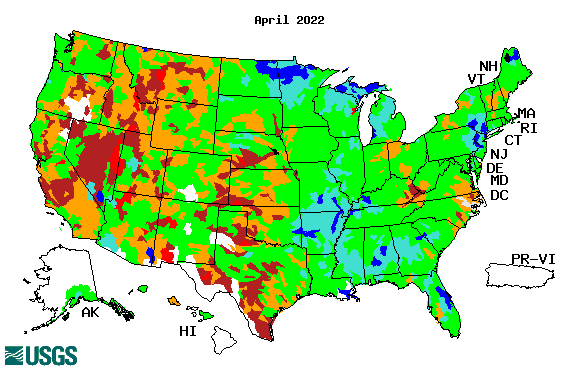 April 2022
NH
VT
MA
RI
CT
NJ
DE
MD
DC
PR-VI
AK
HI
USGS